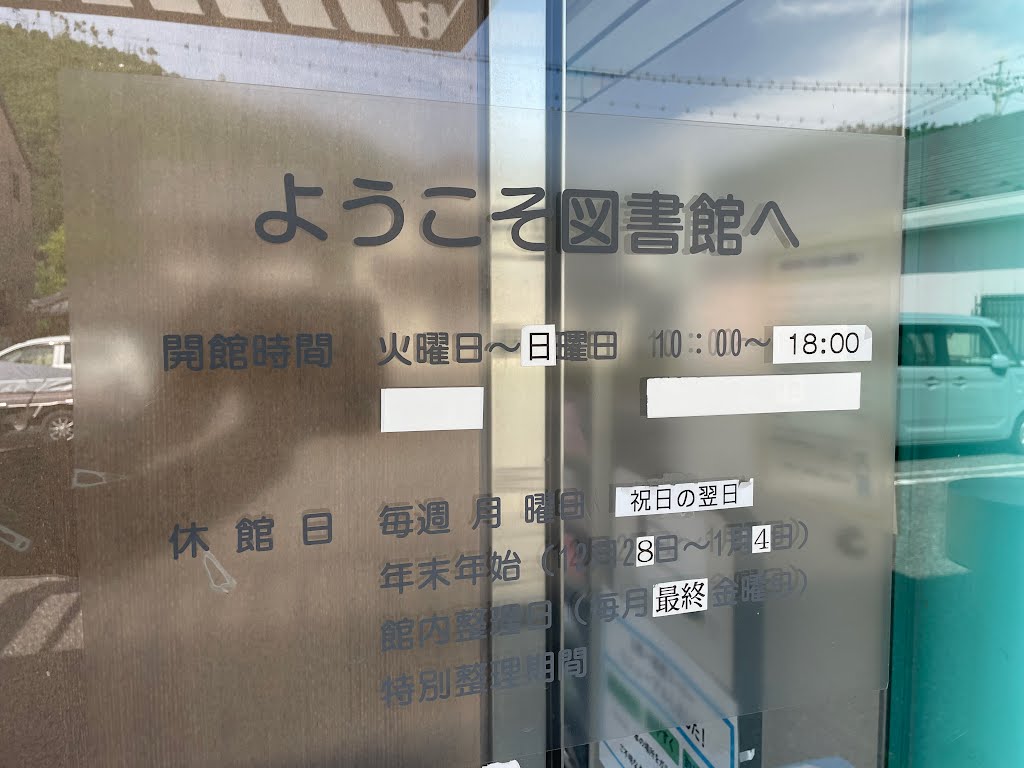 ようこそ図書館へ
開館時間 火曜日～日曜日 10:00～18:00
休館日 毎週月曜日 祝日の翌日
年末年始(12月28日～1月4日)
館内整理日(毎月最終金曜日)
特別整理期間